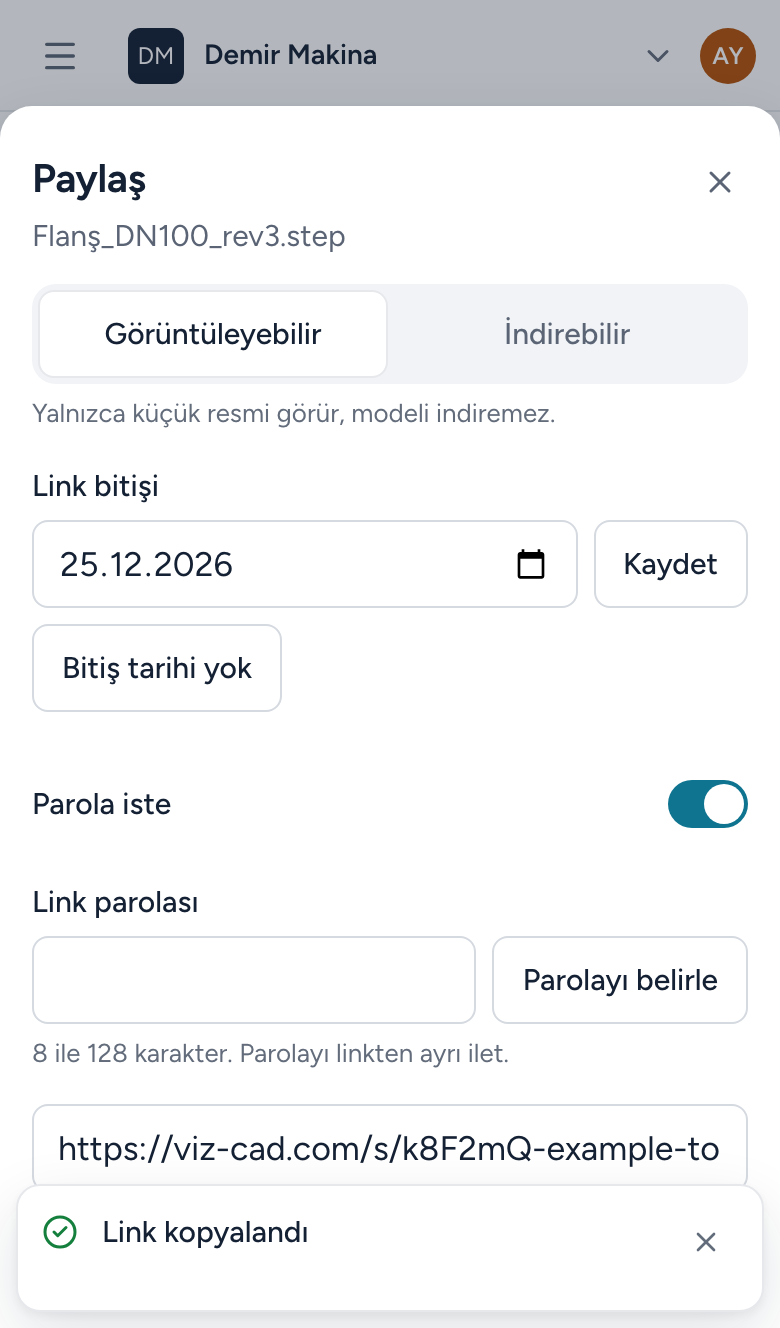 DM Demir Makina AY
Paylaş
Flanş_DN100_rev3.step
Görüntüleyebilir İndirebilir
Yalnızca küçük resmi görür, modeli indiremez.
Link bitişi
25.12.2026 Kaydet
Bitiş tarihi yok
Parola iste
Link parolası
Parolayı belirle
8 ile 128 karakter. Parolayı linkten ayrı ilet.
https://viz-cad.com/s/k8F2mQ-example-to
Link kopyalandı